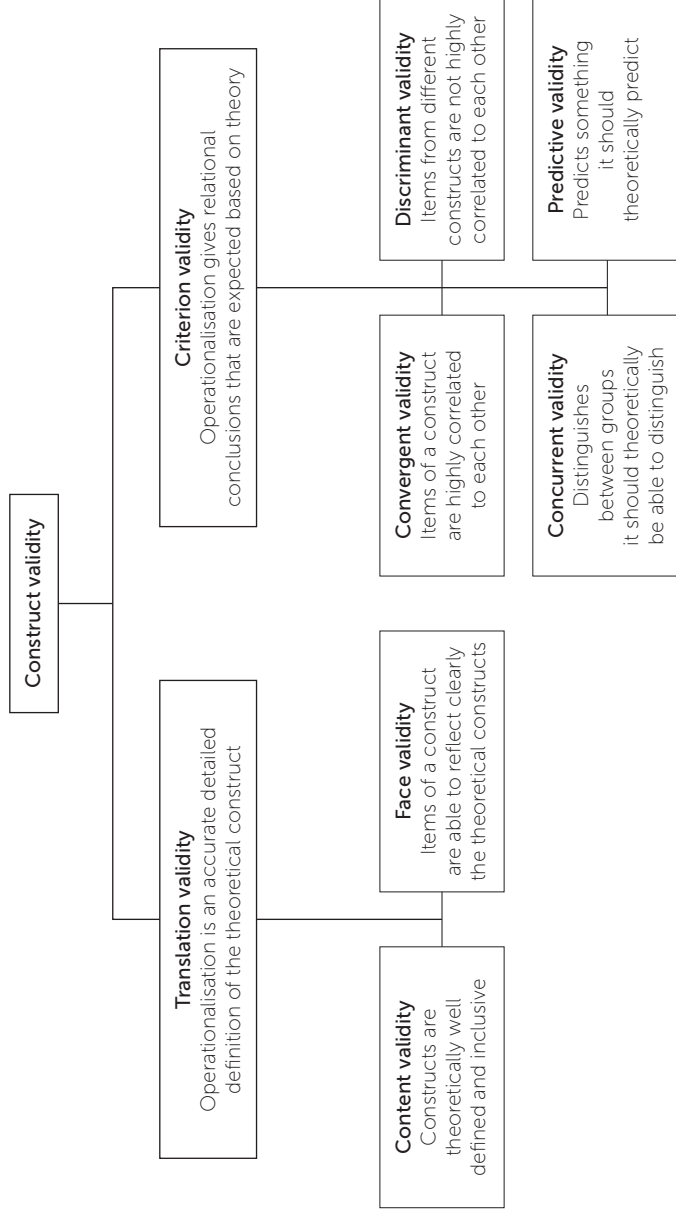 Construct validity
Translation validity
Operationalisation is an accurate detailed
definition of the theoretical construct
Criterion validity
Operationalisation gives relational
conclusions that are expected based on theory
Content validity
Constructs are
theoretically well
defined and inclusive
Face validity
Items of a construct
are able to reflect clearly
the theoretical constructs
Convergent validity
Items of a construct
are highly correlated
to each other
Discriminant validity
Items from different
constructs are not highly
correlated to each other
Concurrent validity
Distinguishes
between groups
it should theoretically
be able to distinguish
Predictive validity
Predicts something
it should
theoretically predict